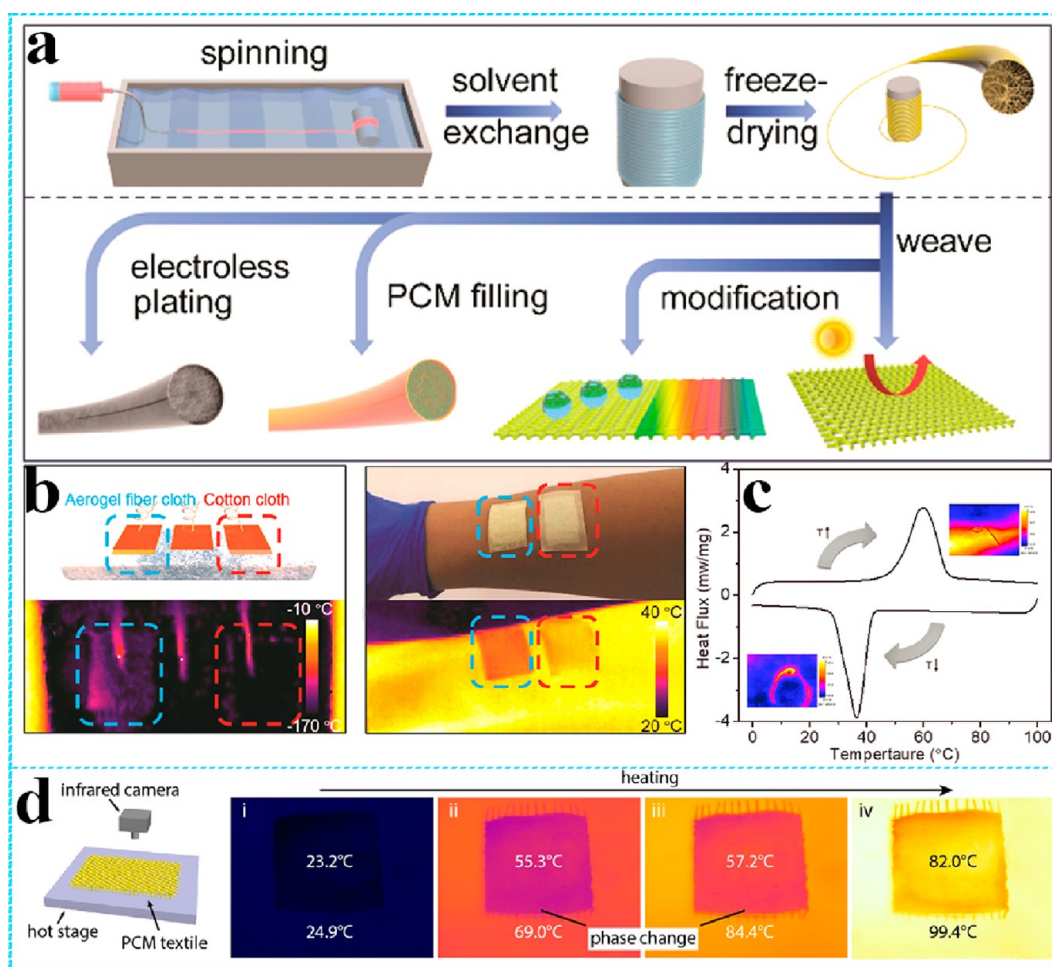 a
spinning
solvent
exchange
freeze-
drying
electroless
plating
PCM filling
modification
weave
b
Aerogel fiber cloth
Cotton cloth
-10 °C
-170 °C
40 °C
20 °C
c
4
2
0
-2
-4
Heat Flux (mw/mg)
T↑
T↓
0 20 40 60 80 100
Tempertaure (°C)
d
infrared camera
hot stage
PCM textile
heating
i
23.2°C
24.9°C
ii
55.3°C
69.0°C
phase change
iii
57.2°C
84.4°C
iv
82.0°C
99.4°C